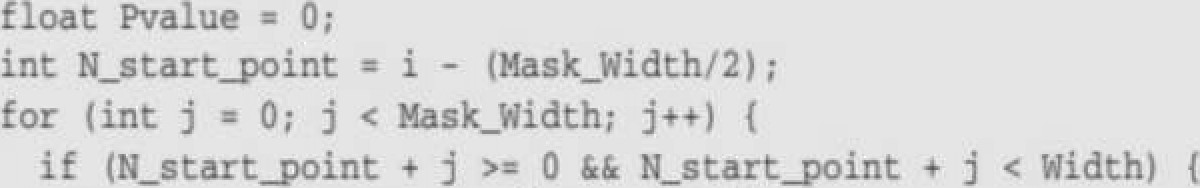 float Pvalue = 0;
int N_start_point = i - (Mask_Width/2);
for (int j = 0; j < Mask_Width; j++) {
  if (N_start_point + j >= 0 && N_start_point + j < Width) {